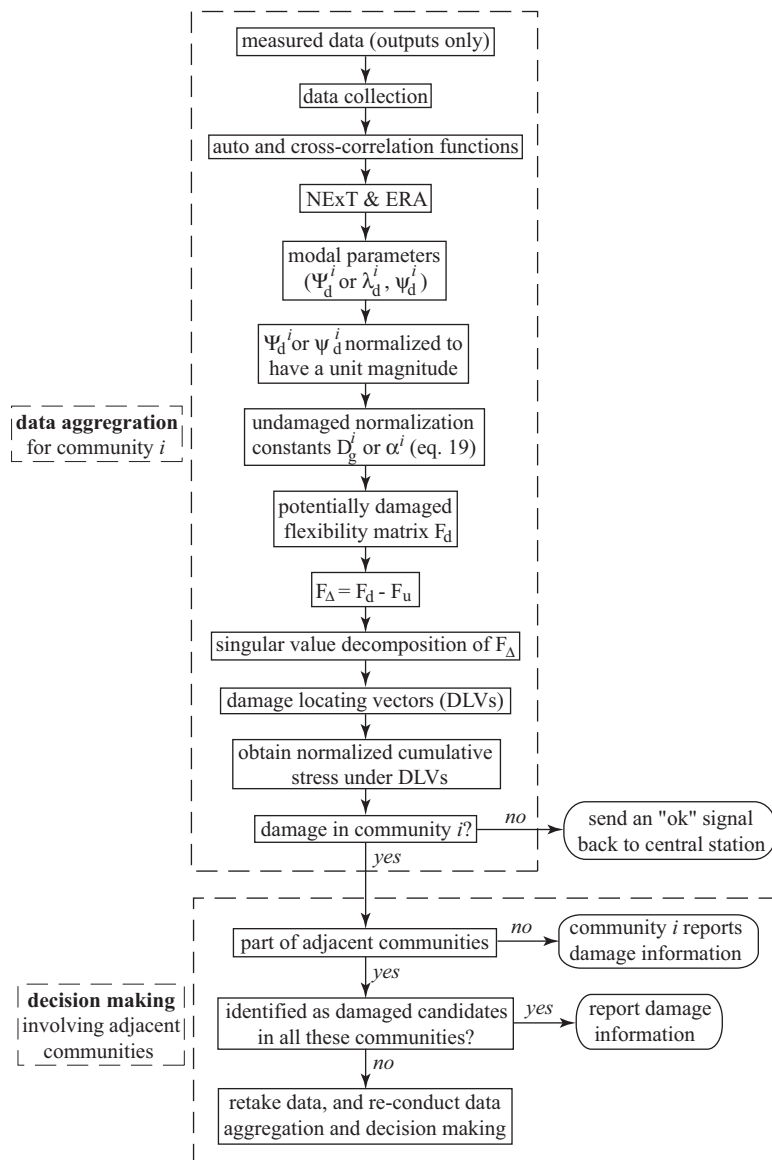 measured data (outputs only)
data collection
auto and cross-correlation functions
NExT & ERA
modal parameters
(Ψ_d^i or λ_d^i, ψ_d^i)
Ψ_d^i or ψ_d^i normalized to
have a unit magnitude
data aggregration
for community i
undamaged normalization
constants D_g^i or α^i (eq. 19)
potentially damaged
flexibility matrix F_d
F_Δ = F_d - F_u
singular value decomposition of F_Δ
damage locating vectors (DLVs)
obtain normalized cumulative
stress under DLVs
damage in community i?
no
send an "ok" signal
back to central station
yes
part of adjacent communities
no
community i reports
damage information
yes
decision making
involving adjacent
communities
identified as damaged candidates
in all these communities?
yes
report damage
information
no
retake data, and re-conduct data
aggregation and decision making